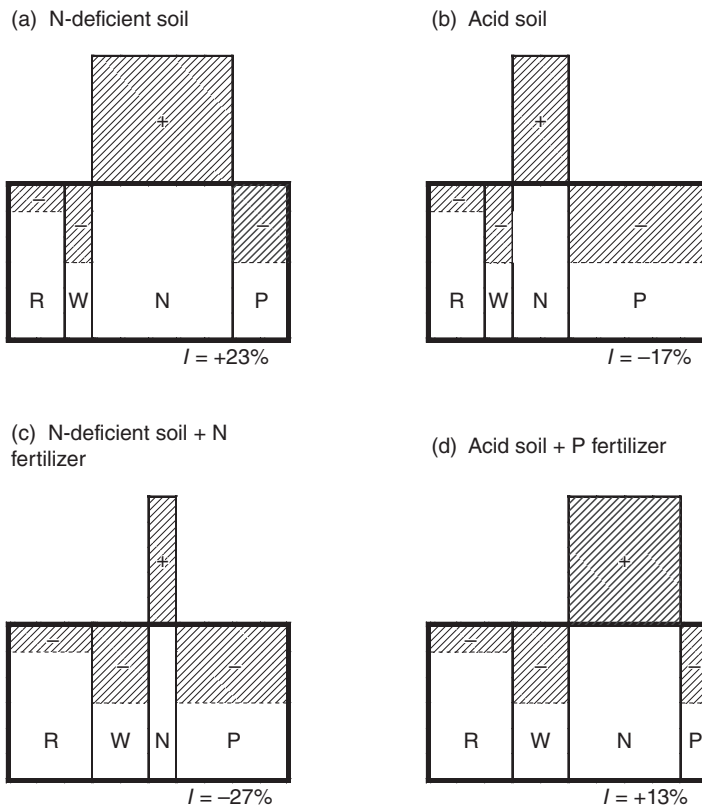 (a) N-deficient soil
+
– – –
R W N P
I = +23%
(b) Acid soil
+
– – –
R W N P
I = –17%
(c) N-deficient soil + N
fertilizer
+
– – –
R W N P
I = –27%
(d) Acid soil + P fertilizer
+
– – –
R W N P
I = +13%